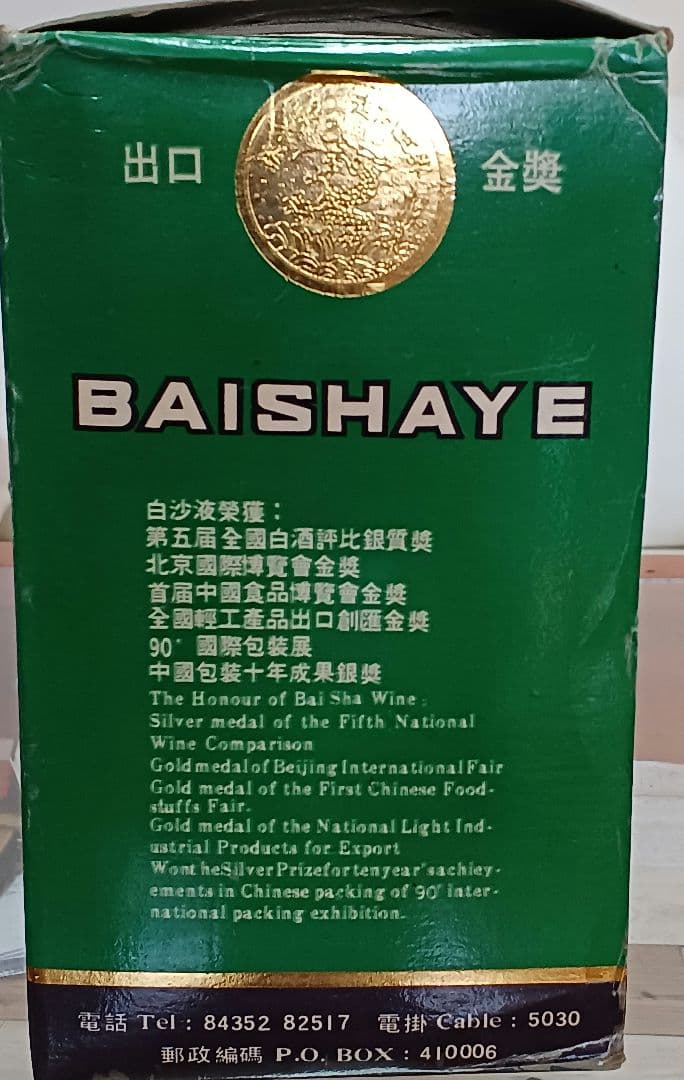 出口 金獎
BAISHAYE
白沙液榮獲：
第五届全國白酒評比銀質獎
北京國際博覽會金獎
首届中國食品博覽會金獎
全國輕工產品出口創匯金獎
90° 國際包裝展
中國包裝十年成果銀獎
The Honour of Bai Sha Wine :
Silver medal of the Fifth National
Wine Comparison
Gold medal of Beijing International Fair
Gold medal of the First Chinese Food-
stuffs Fair.
Gold medal of the National Light Ind-
ustrial Products for Export
Wont heSilverPrizefortenyear'sachiev-
ements in Chinese packing of '90' inter-
national packing exhibition.
電話 Tel : 84352 82517 電掛 Cable : 5030
郵政編碼 P.O. BOX : 410006